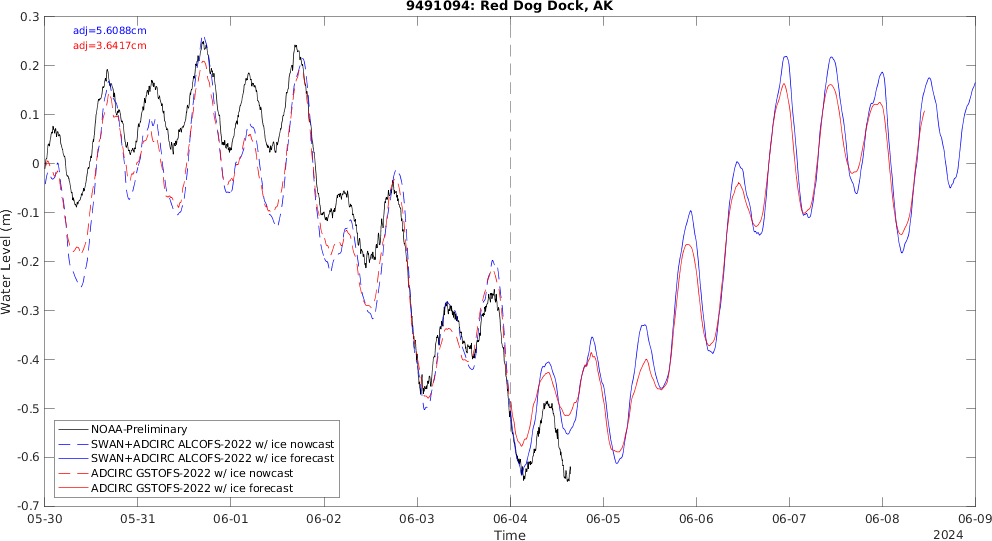 9491094: Red Dog Dock, AK
adj=5.6088cm
adj=3.6417cm
0.3
0.2
0.1
0
-0.1
-0.2
-0.3
-0.4
-0.5
-0.6
-0.7
Water Level (m)
NOAA-Preliminary
SWAN+ADCIRC ALCOFS-2022 w/ ice nowcast
SWAN+ADCIRC ALCOFS-2022 w/ ice forecast
ADCIRC GSTOFS-2022 w/ ice nowcast
ADCIRC GSTOFS-2022 w/ ice forecast
05-30 05-31 06-01 06-02 06-03 06-04 06-05 06-06 06-07 06-08 06-09
Time
2024